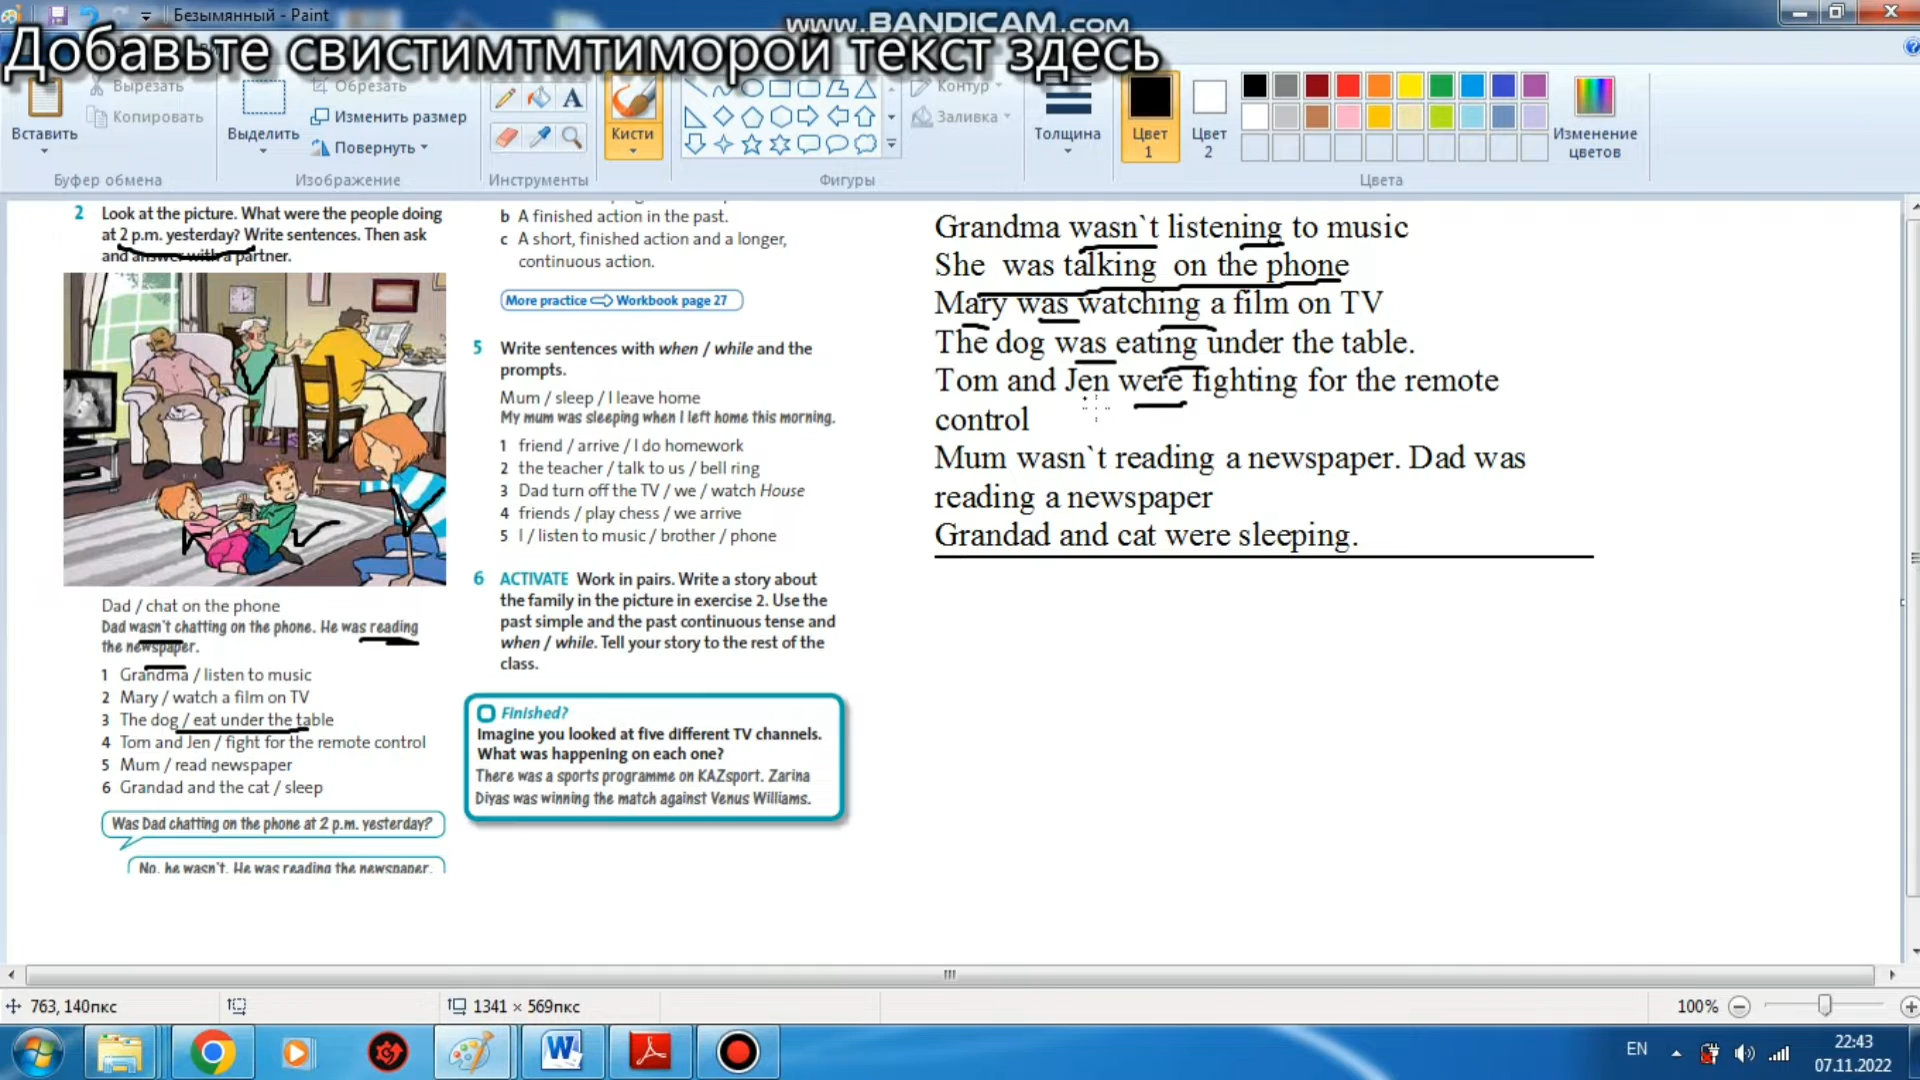 Безымянный - Paint
www.BANDICAM.com
Добавьте свистимтмтиморой текст здесь
Вставить
Вырезать
Копировать
Буфер обмена
Выделить
Обрезать
Изменить размер
Повернуть
Изображение
Инструменты
Кисти
Контур
Заливка
Фигуры
Толщина
Цвет 1
Цвет 2
Изменение цветов
Цвета
2 Look at the picture. What were the people doing
at 2 p.m. yesterday? Write sentences. Then ask
and answer with a partner.
Dad / chat on the phone
Dad wasn't chatting on the phone. He was reading
the newspaper.
1 Grandma / listen to music
2 Mary / watch a film on TV
3 The dog / eat under the table
4 Tom and Jen / fight for the remote control
5 Mum / read newspaper
6 Grandad and the cat / sleep
Was Dad chatting on the phone at 2 p.m. yesterday?
No, he wasn't. He was reading the newspaper.
b A finished action in the past.
c A short, finished action and a longer,
continuous action.
More practice ⇨ Workbook page 27
5 Write sentences with when / while and the
prompts.
Mum / sleep / I leave home
My mum was sleeping when I left home this morning.
1 friend / arrive / I do homework
2 the teacher / talk to us / bell ring
3 Dad turn off the TV / we / watch House
4 friends / play chess / we arrive
5 I / listen to music / brother / phone
6 ACTIVATE Work in pairs. Write a story about
the family in the picture in exercise 2. Use the
past simple and the past continuous tense and
when / while. Tell your story to the rest of the
class.
Finished?
Imagine you looked at five different TV channels.
What was happening on each one?
There was a sports programme on KAZsport. Zarina
Diyas was winning the match against Venus Williams.
Grandma wasn`t listening to music
She was talking on the phone
Mary was watching a film on TV
The dog was eating under the table.
Tom and Jen were fighting for the remote
control
Mum wasn`t reading a newspaper. Dad was
reading a newspaper
Grandad and cat were sleeping.
763, 140пкс
1341 × 569пкс
100%
EN
22:43
07.11.2022